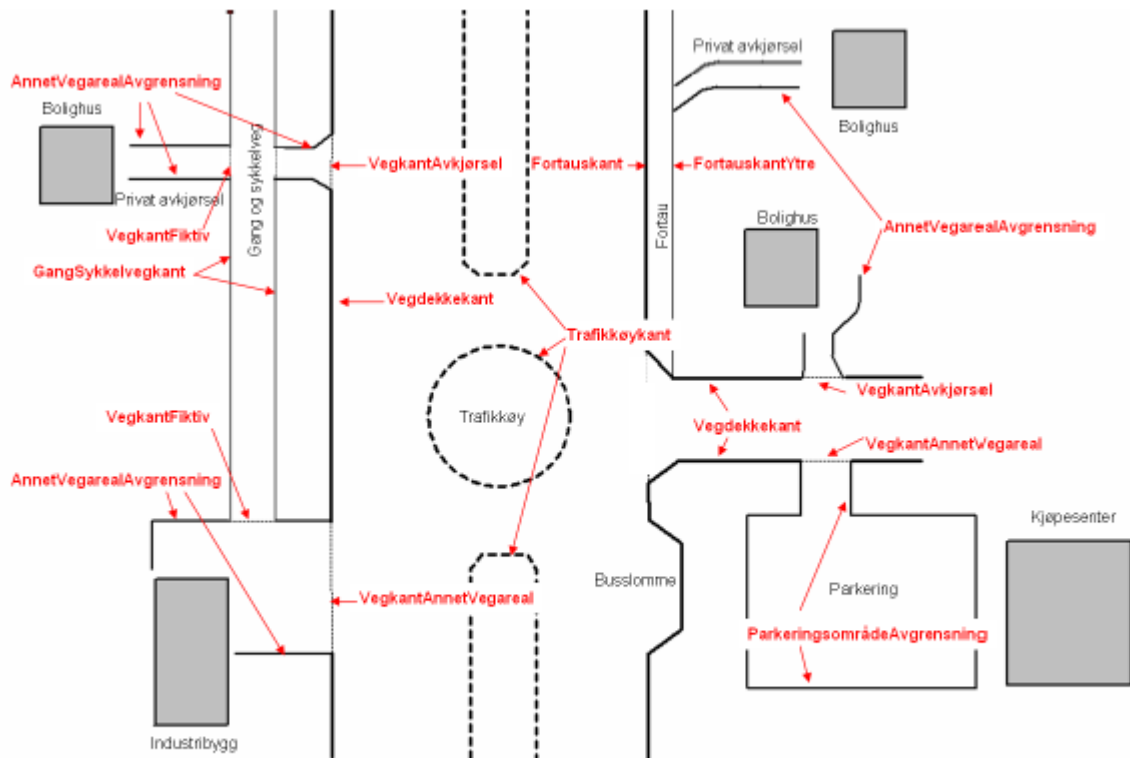 Privat avkjørsel
AnnetVegarealAvgrensning
Bolighus
Bolighus
Gang og sykkelveg
VegkantAvkjørsel
Fortauskant
FortauskantYtre
Privat avkjørsel
Fortau
Bolighus
AnnetVegarealAvgrensning
VegkantFiktiv
GangSykkelvegkant
Vegdekkekant
Trafikkøykant
VegkantAvkjørsel
VegkantFiktiv
Trafikkøy
Vegdekkekant
VegkantAnnetVegareal
AnnetVegarealAvgrensning
Kjøpesenter
Busslomme
Parkering
VegkantAnnetVegareal
ParkeringsområdeAvgrensning
Industribygg